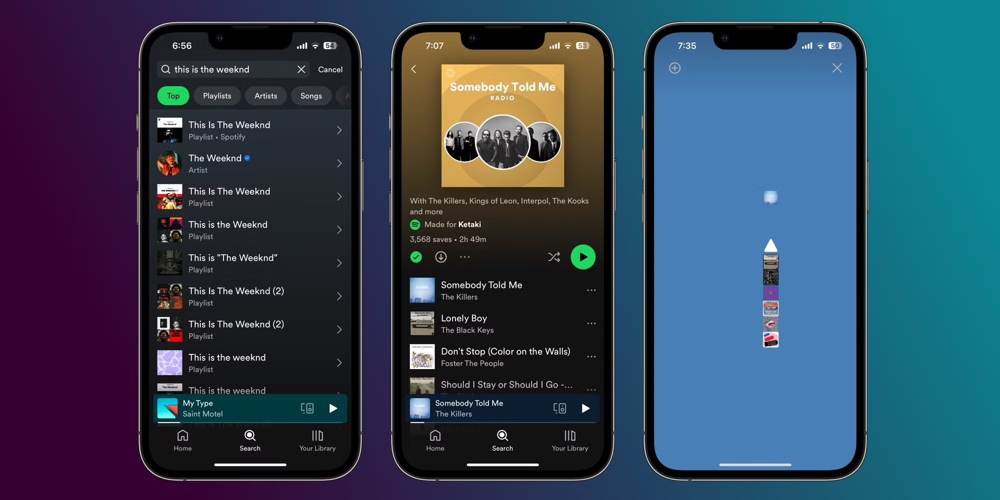 6:56
54
this is the weeknd
Cancel
Top
Playlists
Artists
Songs
This Is The Weeknd
Playlist • Spotify
The Weeknd
Artist
This Is The Weeknd
Playlist
This is the Weeknd
Playlist
This is "The Weeknd"
Playlist
This Is The Weeknd (2)
Playlist
This Is The Weeknd (2)
Playlist
This is the weeknd
Playlist
This is the weeknd
My Type
Saint Motel
Home
Search
Your Library
7:07
53
Somebody Told Me
RADIO
With The Killers, Kings of Leon, Interpol, The Kooks
and more
Made for Ketaki
3,568 saves • 2h 49m
Somebody Told Me
The Killers
Lonely Boy
The Black Keys
Don't Stop (Color on the Walls)
Foster The People
Should I Stay or Should I Go -...
Somebody Told Me
The Killers
Home
Search
Your Library
7:35
50